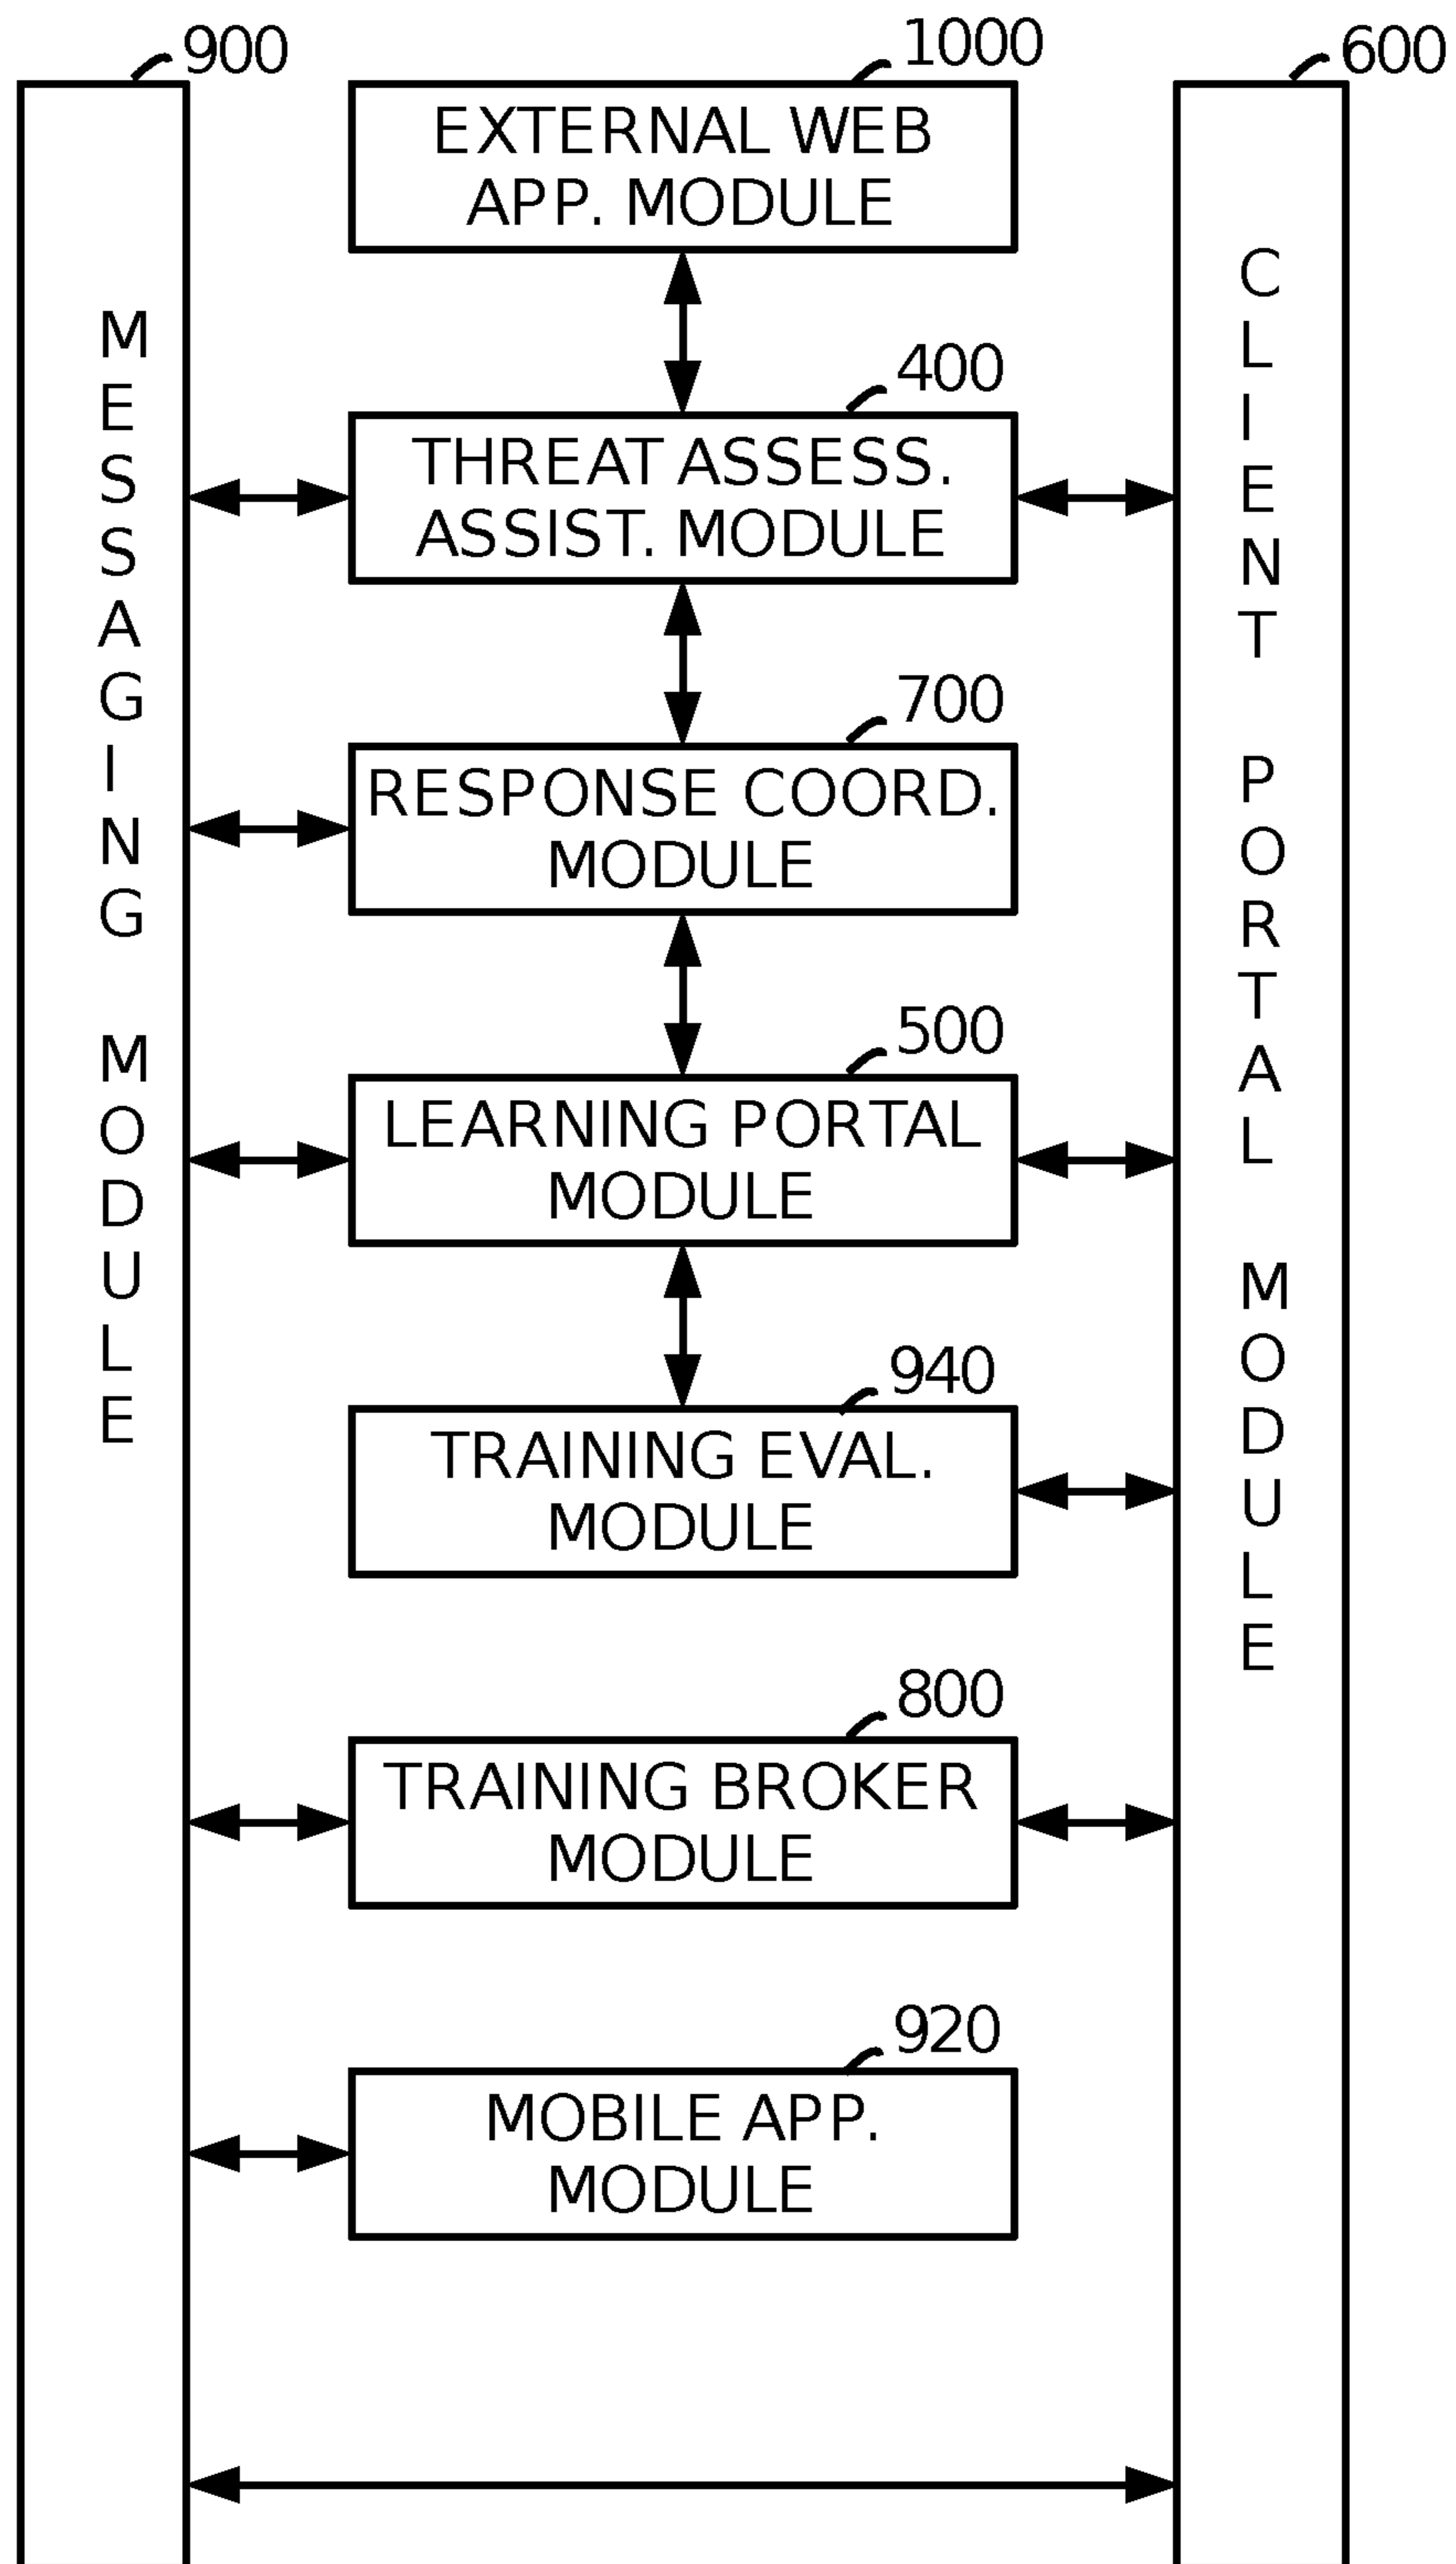 900
1000
600
EXTERNAL WEB
APP. MODULE
400
THREAT ASSESS.
ASSIST. MODULE
700
RESPONSE COORD.
MODULE
500
LEARNING PORTAL
MODULE
940
TRAINING EVAL.
MODULE
800
TRAINING BROKER
MODULE
920
MOBILE APP.
MODULE
MESSAGING MODULE
CLIENT PORTAL MODULE